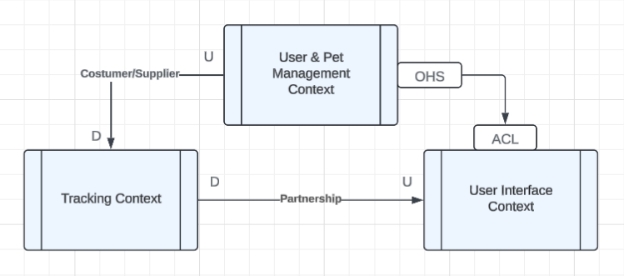 U
User & Pet
Management
Context
OHS
Costumer/Supplier
D
ACL
Tracking Context
D
Partnership
U
User Interface
Context